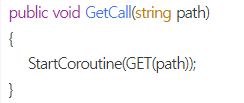 public void GetCall(string path)
{
StartCoroutine(GET(path));
}